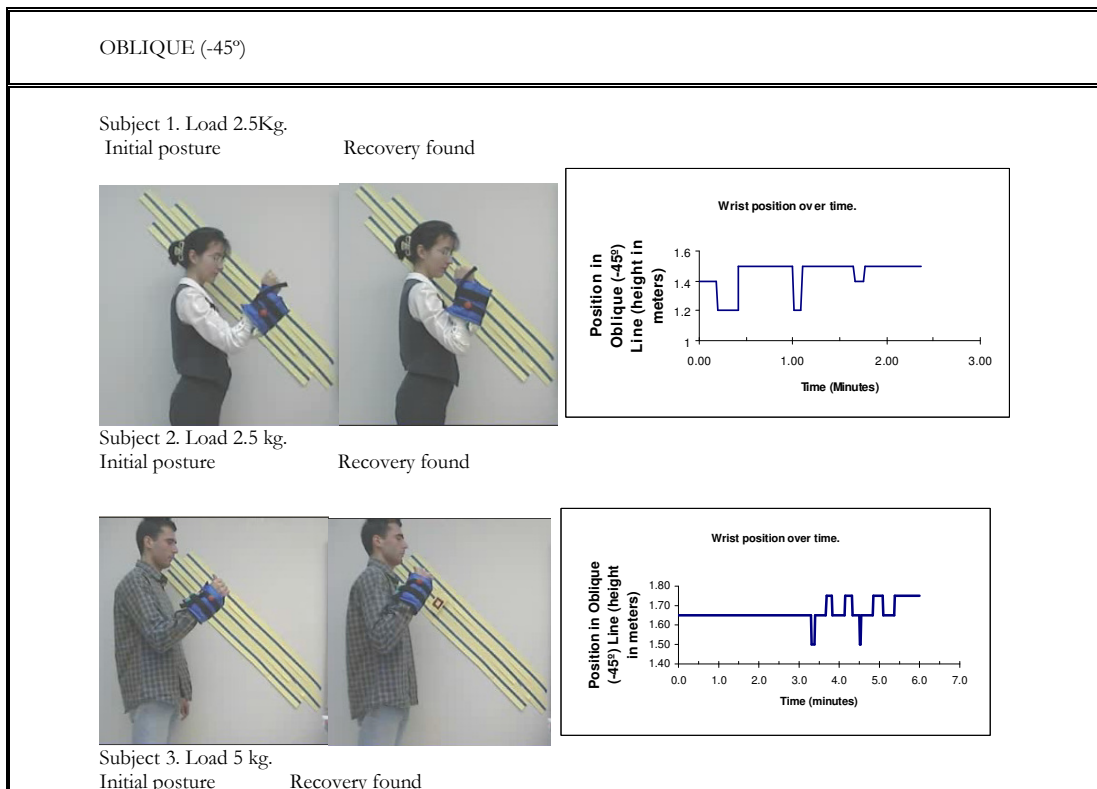 OBLIQUE (-45º)
Subject 1. Load 2.5Kg.
Initial posture Recovery found
Wrist position over time.
Position in
Oblique (-45º)
Line (height in
meters)
1.6
1.4
1.2
1
0.00 1.00 2.00 3.00
Time (Minutes)
Subject 2. Load 2.5 kg.
Initial posture Recovery found
Wrist position over time.
Position in Oblique
(-45º) Line (height
in meters)
1.80
1.70
1.60
1.50
1.40
0.0 1.0 2.0 3.0 4.0 5.0 6.0 7.0
Time (minutes)
Subject 3. Load 5 kg.
Initial posture Recovery found